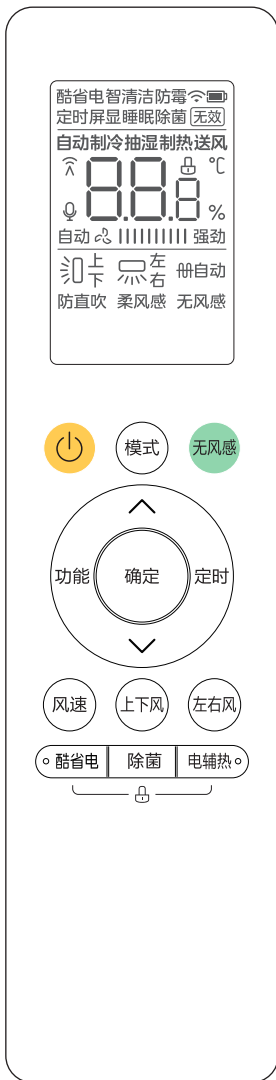 酷省电智清洁防霉
定时屏显睡眠除菌 无效
自动制冷抽湿制热送风
88.8 ℃
%
自动 强劲
上下 左右 自动
防直吹 柔风感 无风感
模式 无风感
功能 确定 定时
风速 上下风 左右风
酷省电 除菌 电辅热